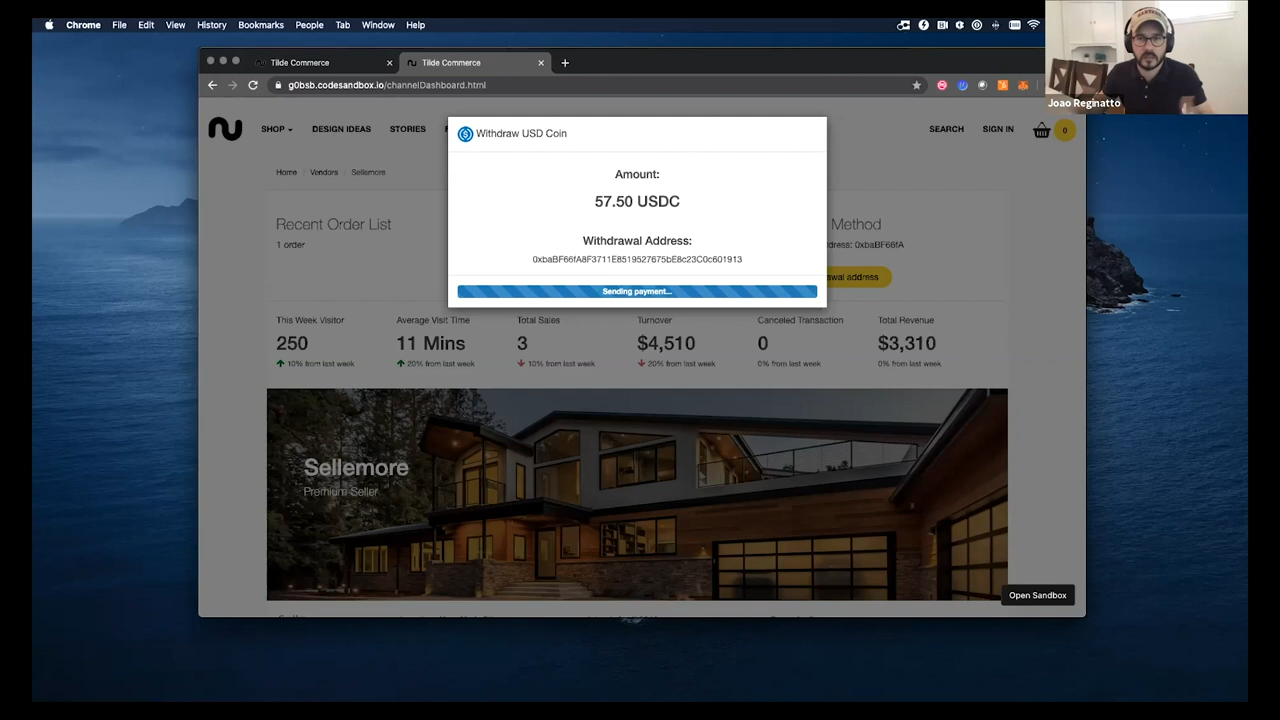 Chrome File Edit View History Bookmarks People Tab Window Help
Joao Reginatto
Tilde Commerce
Tilde Commerce
g0bsb.codesandbox.io/channelDashboard.html
SHOP DESIGN IDEAS STORIES
SEARCH SIGN IN 0
Withdraw USD Coin
Amount:
57.50 USDC
Withdrawal Address:
0xbaBF66fA8F3711E8519527675bE8c23C0c601913
Sending payment...
Home Vendors Sellemore
Recent Order List
1 order
Method
dress: 0xbaBF66fA
awal address
This Week Visitor Average Visit Time Total Sales Turnover Canceled Transaction Total Revenue
250 11 Mins 3 $4,510 0 $3,310
10% from last week 20% from last week 10% from last week 20% from last week 0% from last week 0% from last week
Sellemore
Premium Seller
Open Sandbox